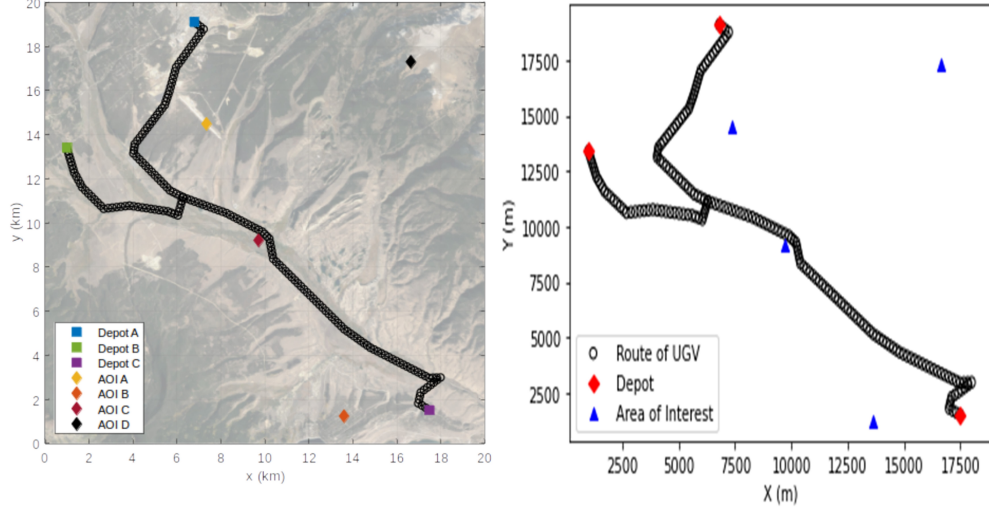 20
18
16
14
12
10
8
6
4
2
0
y (km)
0 2 4 6 8 10 12 14 16 18 20
x (km)
Depot A
Depot B
Depot C
AOI A
AOI B
AOI C
AOI D
17500
15000
12500
10000
7500
5000
2500
Y (m)
2500 5000 7500 10000 12500 15000 17500
X (m)
Route of UGV
Depot
Area of Interest